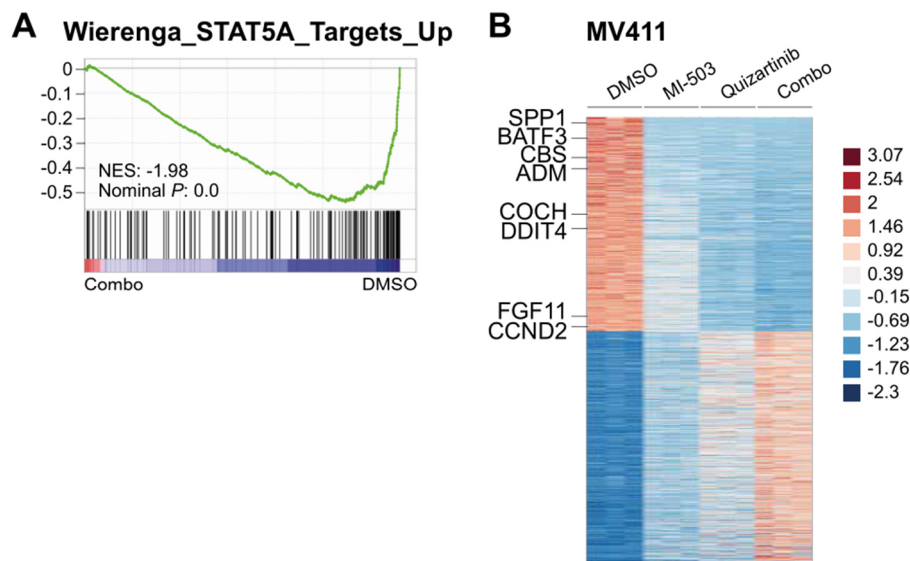 A Wierenga_STAT5A_Targets_Up
0
-0.1
-0.2
-0.3
-0.4
-0.5
NES: -1.98
Nominal P: 0.0
Combo DMSO
B MV411
DMSO MI-503 Quizartinib Combo
SPP1
BATF3
CBS
ADM
COCH
DDIT4
FGF11
CCND2
3.07
2.54
2
1.46
0.92
0.39
-0.15
-0.69
-1.23
-1.76
-2.3